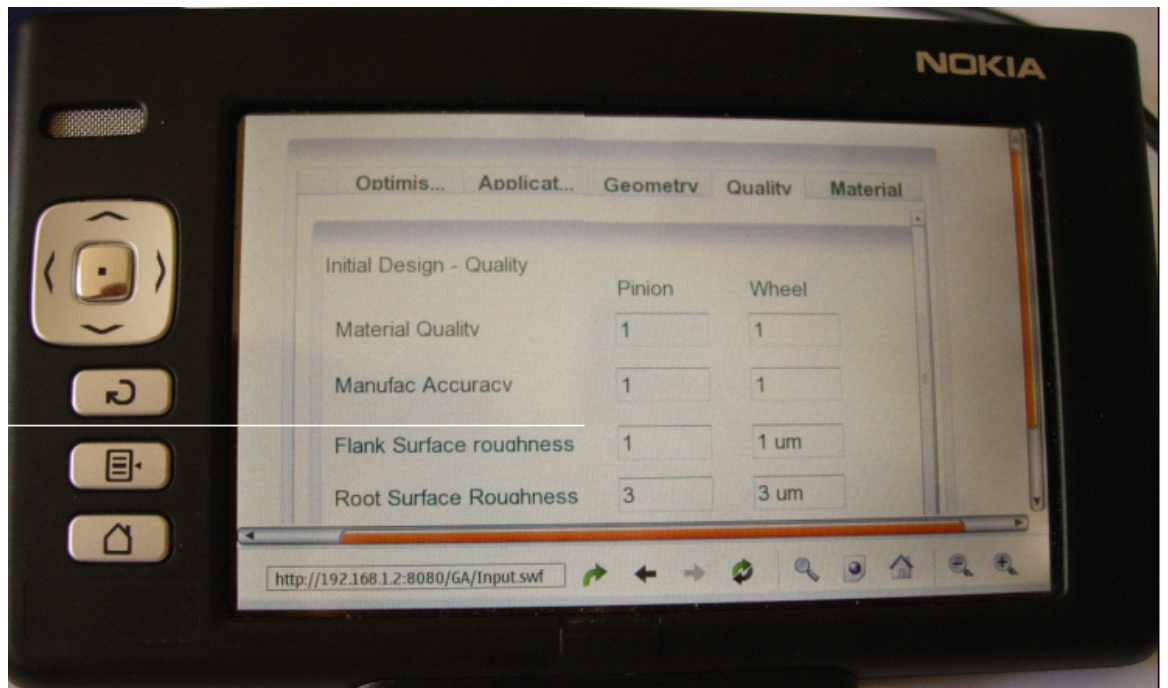 NOKIA
Optimis... Applicat... Geometry Quality Material
Initial Design - Quality
Pinion Wheel
Material Quality 1 1
Manufac Accuracy 1 1
Flank Surface roughness 1 1 um
Root Surface Roughness 3 3 um
http://192.168.1.2:8080/GA/Input.swf